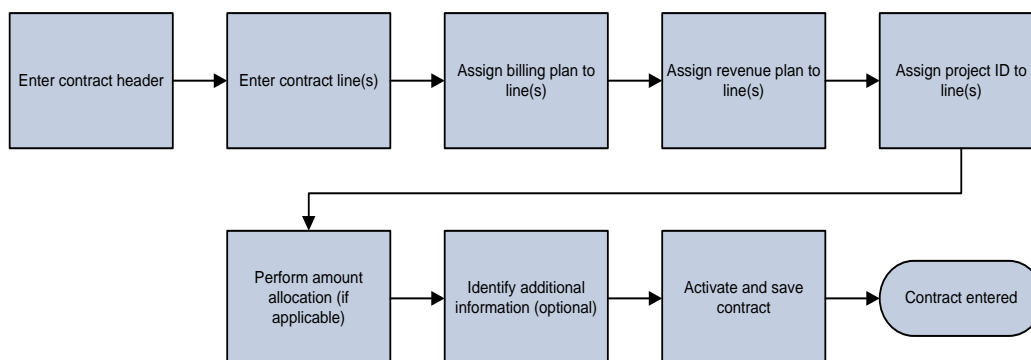 Enter contract header
Enter contract line(s)
Assign billing plan to
line(s)
Assign revenue plan to
line(s)
Assign project ID to
line(s)
Perform amount
allocation (if
applicable)
Identify additional
information (optional)
Activate and save
contract
Contract entered